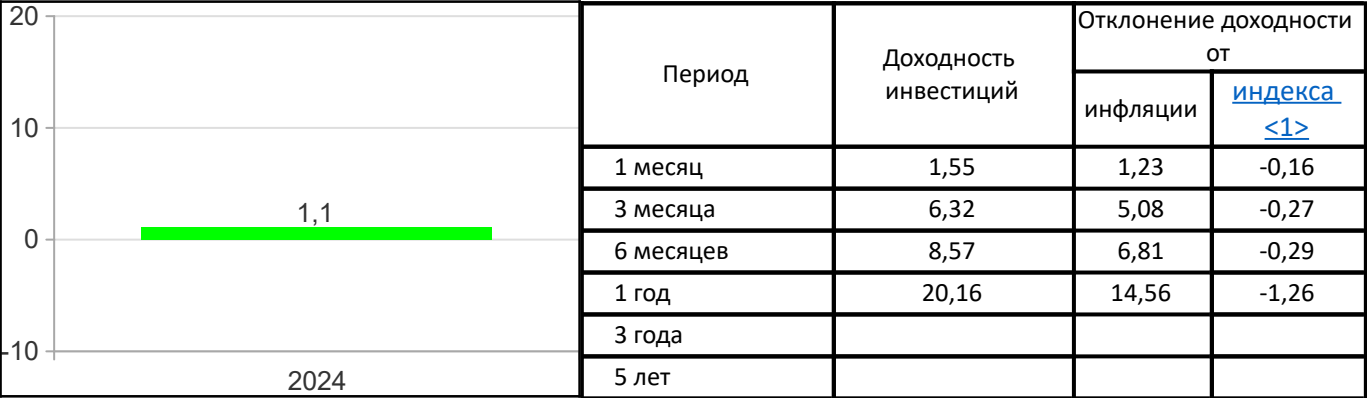 20
10
0
-10
1,1
2024
Период
Доходность
инвестиций
Отклонение доходности
от
инфляции
индекса
<1>
1 месяц 1,55 1,23 -0,16
3 месяца 6,32 5,08 -0,27
6 месяцев 8,57 6,81 -0,29
1 год 20,16 14,56 -1,26
3 года
5 лет